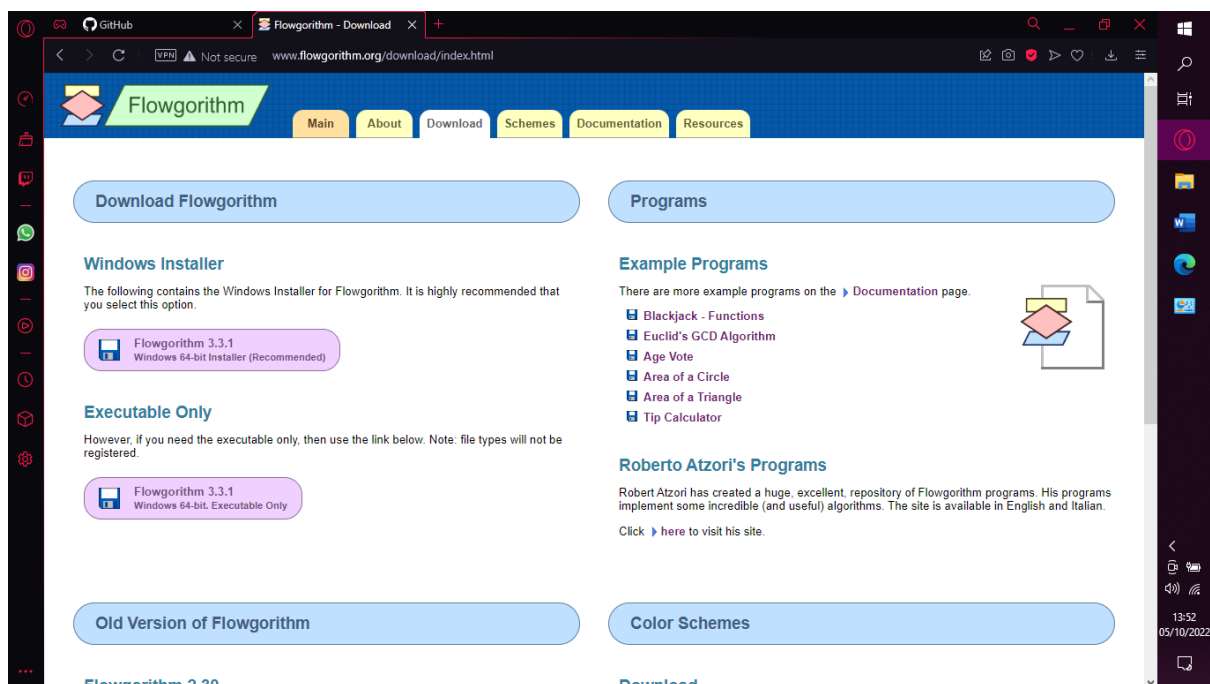 GitHub
Flowgorithm - Download
VPN
Not secure
www.flowgorithm.org/download/index.html
Flowgorithm
Main
About
Download
Schemes
Documentation
Resources
Download Flowgorithm
Windows Installer
The following contains the Windows Installer for Flowgorithm. It is highly recommended that
you select this option.
Flowgorithm 3.3.1
Windows 64-bit Installer (Recommended)
Executable Only
However, if you need the executable only, then use the link below. Note: file types will not be
registered.
Flowgorithm 3.3.1
Windows 64-bit. Executable Only
Programs
Example Programs
There are more example programs on the Documentation page.
Blackjack - Functions
Euclid's GCD Algorithm
Age Vote
Area of a Circle
Area of a Triangle
Tip Calculator
Roberto Atzori's Programs
Robert Atzori has created a huge, excellent, repository of Flowgorithm programs. His programs
implement some incredible (and useful) algorithms. The site is available in English and Italian.
Click here to visit his site.
Old Version of Flowgorithm
Flowgorithm 2.30
Color Schemes
Download
13:52
05/10/2022